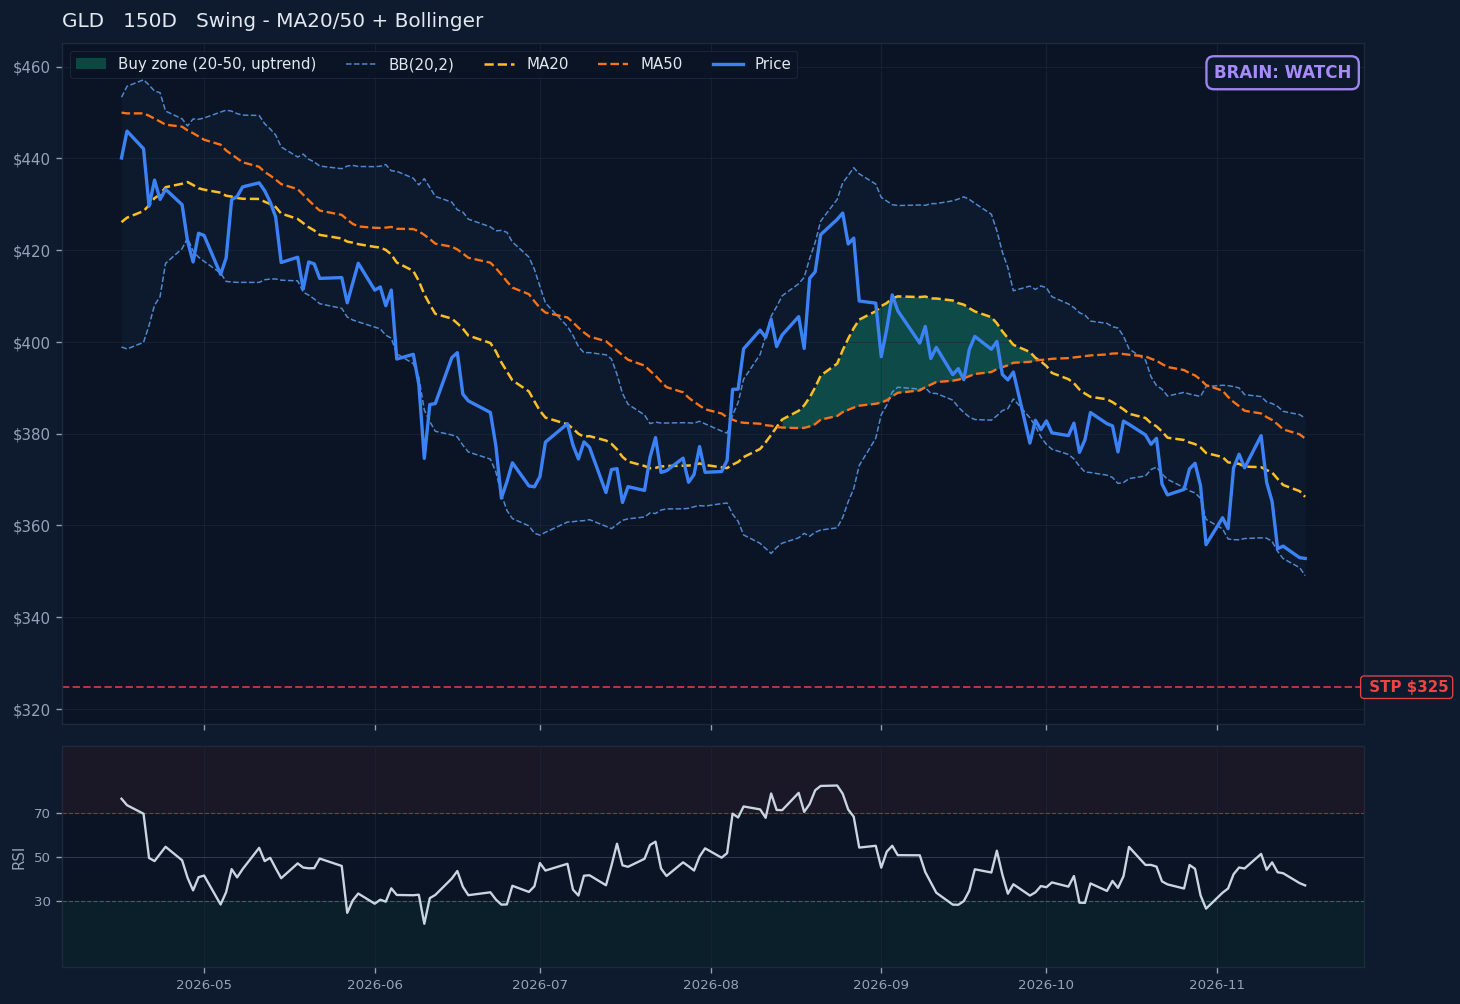 GLD 150D Swing - MA20/50 + Bollinger
Buy zone (20-50, uptrend) BB(20,2) MA20 MA50 Price
BRAIN: WATCH
$460
$440
$420
$400
$380
$360
$340
$320
STP $325
RSI
70
50
30
2026-05 2026-06 2026-07 2026-08 2026-09 2026-10 2026-11